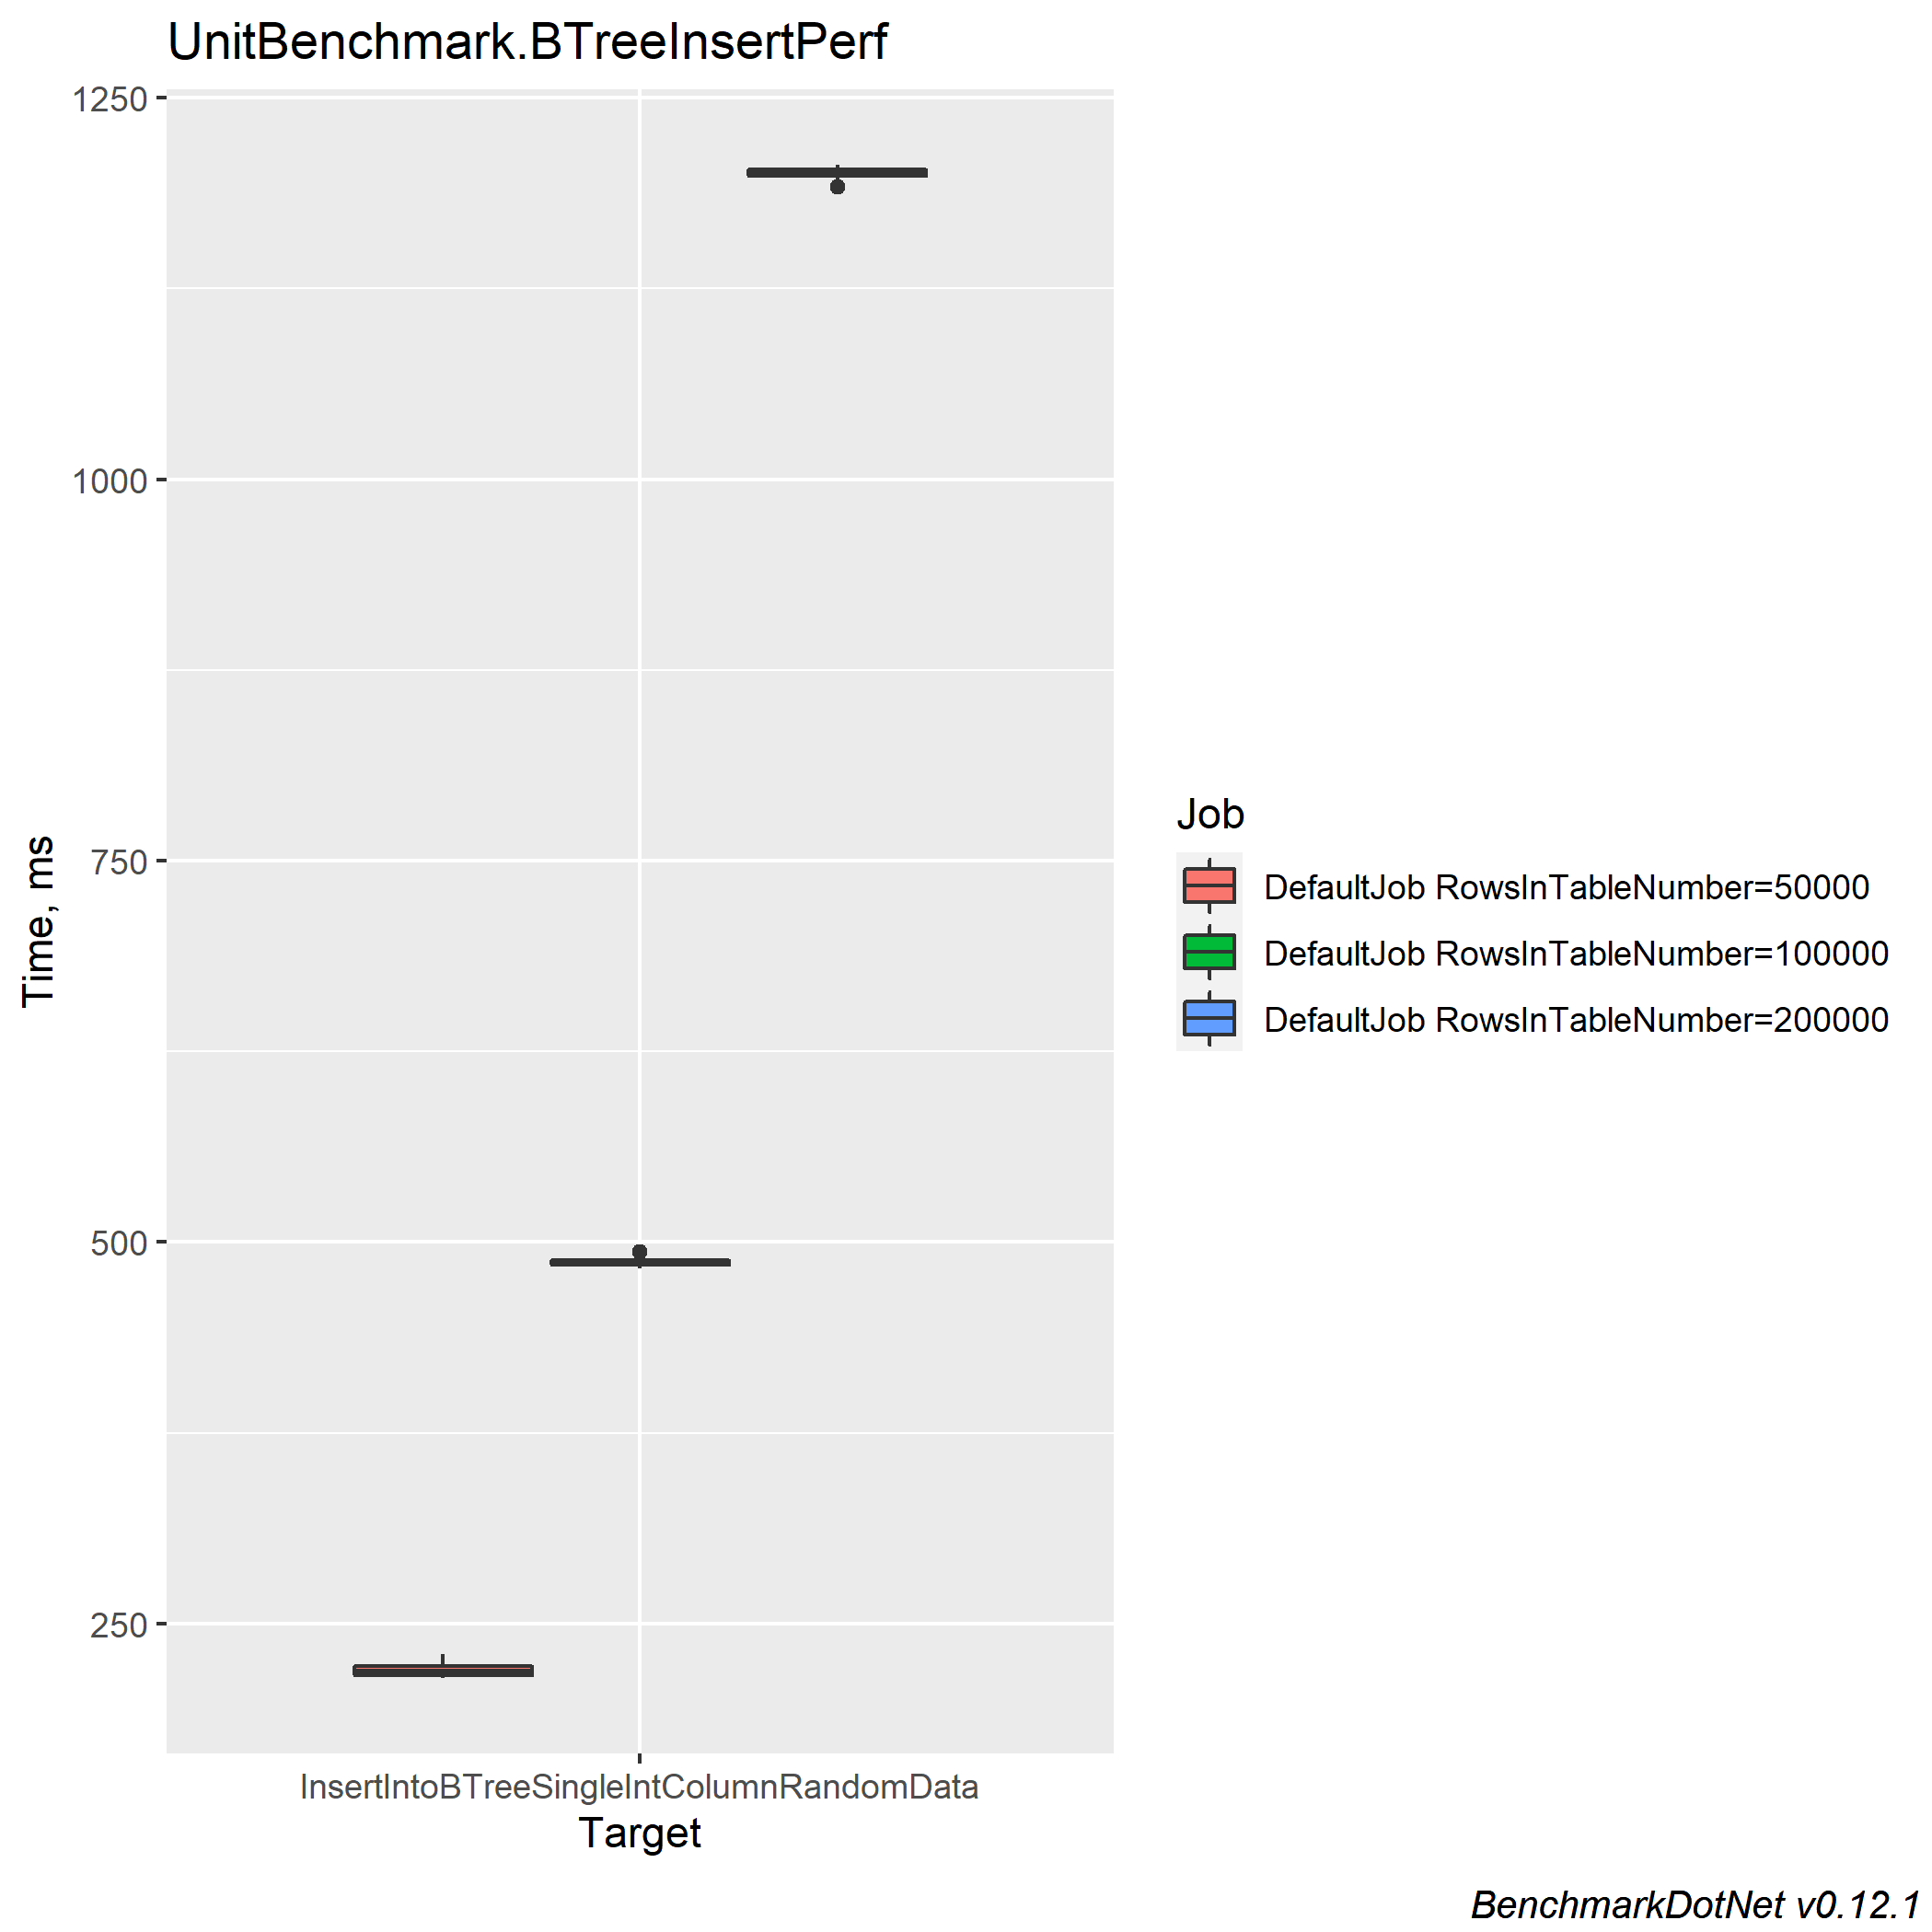 UnitBenchmark.BTreeInsertPerf
1250
1000
750
500
250
Time, ms
InsertIntoBTreeSingleIntColumnRandomData
Target
Job
DefaultJob RowsInTableNumber=50000
DefaultJob RowsInTableNumber=100000
DefaultJob RowsInTableNumber=200000
BenchmarkDotNet v0.12.1